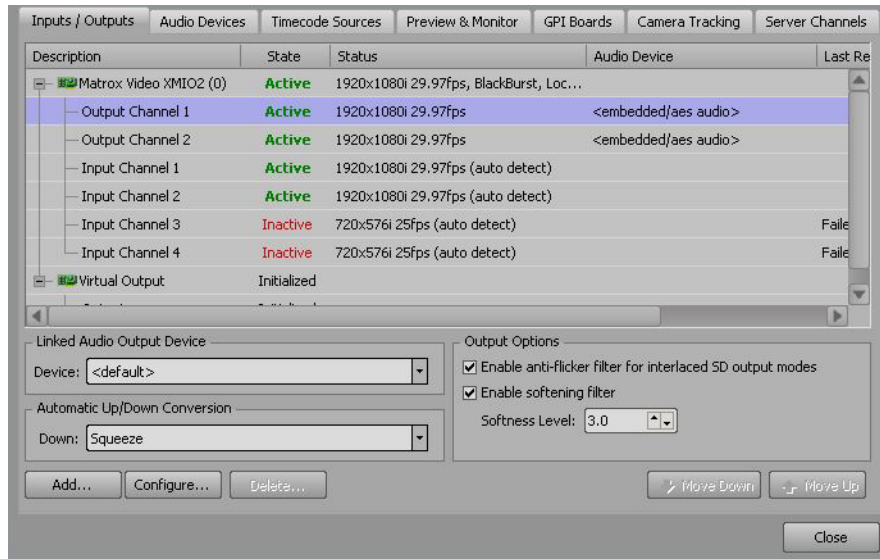 Inputs / Outputs Audio Devices Timecode Sources Preview & Monitor GPI Boards Camera Tracking Server Channels
Description State Status Audio Device Last Re
Matrox Video XMIO2 (0) Active 1920x1080i 29.97fps, BlackBurst, Loc...
Output Channel 1 Active 1920x1080i 29.97fps <embedded/aes audio>
Output Channel 2 Active 1920x1080i 29.97fps <embedded/aes audio>
Input Channel 1 Active 1920x1080i 29.97fps (auto detect)
Input Channel 2 Active 1920x1080i 29.97fps (auto detect)
Input Channel 3 Inactive 720x576i 25fps (auto detect) Faile
Input Channel 4 Inactive 720x576i 25fps (auto detect) Faile
Virtual Output Initialized
Linked Audio Output Device Output Options
Device: <default> Enable anti-flicker filter for interlaced SD output modes
Enable softening filter
Automatic Up/Down Conversion Softness Level: 3.0
Down: Squeeze
Add... Configure... Delete... Move Down Move Up
Close